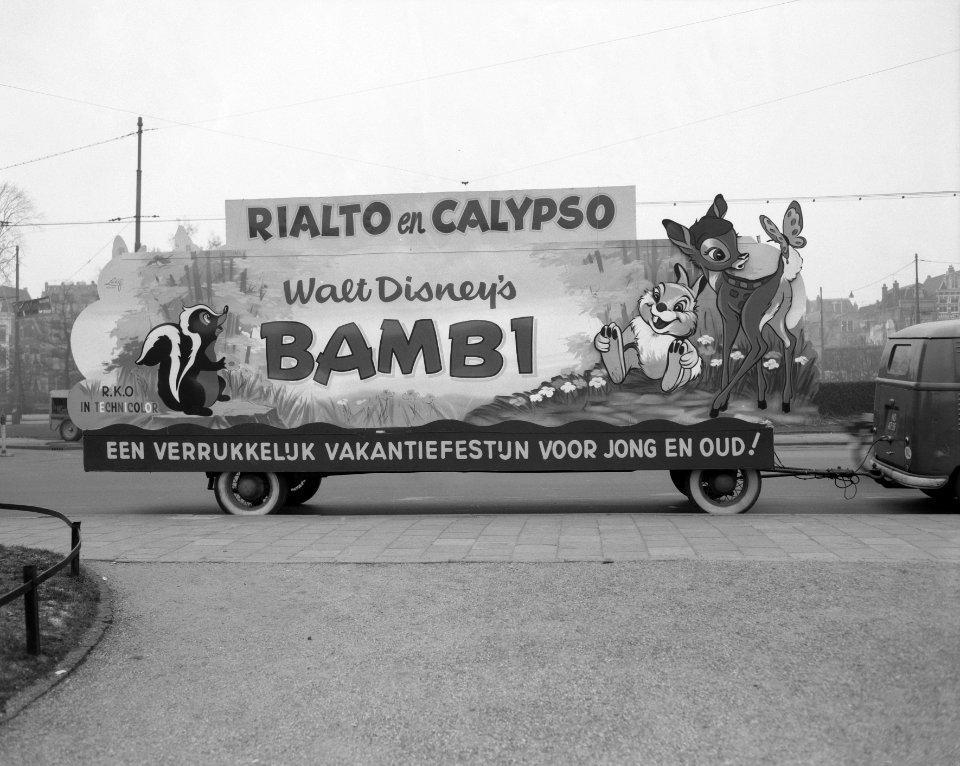 RIALTO en CALYPSO
Walt Disney's
BAMBI
R.K.O
IN TECHNICOLOR
EEN VERRUKKELIJK VAKANTIEFESTIJN VOOR JONG EN OUD!